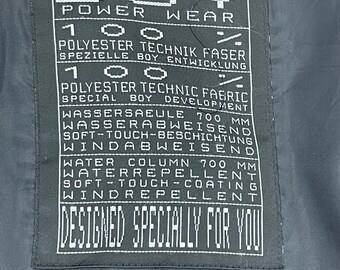 POWER WEAR
100 %
POLYESTER TECHNIK FASER
SPEZIELLE BOY ENTWICKLUNG
100 %
POLYESTER TECHNIC FABRIC
SPECIAL BOY DEVELOPMENT
WASSERSAEULE 700 MM
WASSERABWEISEND
SOFT-TOUCH-BESCHICHTUNG
WINDABWEISEND
WATER COLUMN 700 MM
WATERREPELLENT
SOFT-TOUCH-COATING
WINDREPELLENT
DESIGNED SPECIALLY FOR YOU